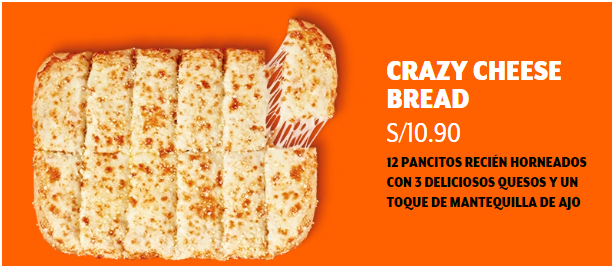 CRAZY CHEESE
BREAD
S/10.90
12 PANCITOS RECIÉN HORNEADOS
CON 3 DELICIOSOS QUESOS Y UN
TOQUE DE MANTEQUILLA DE AJO